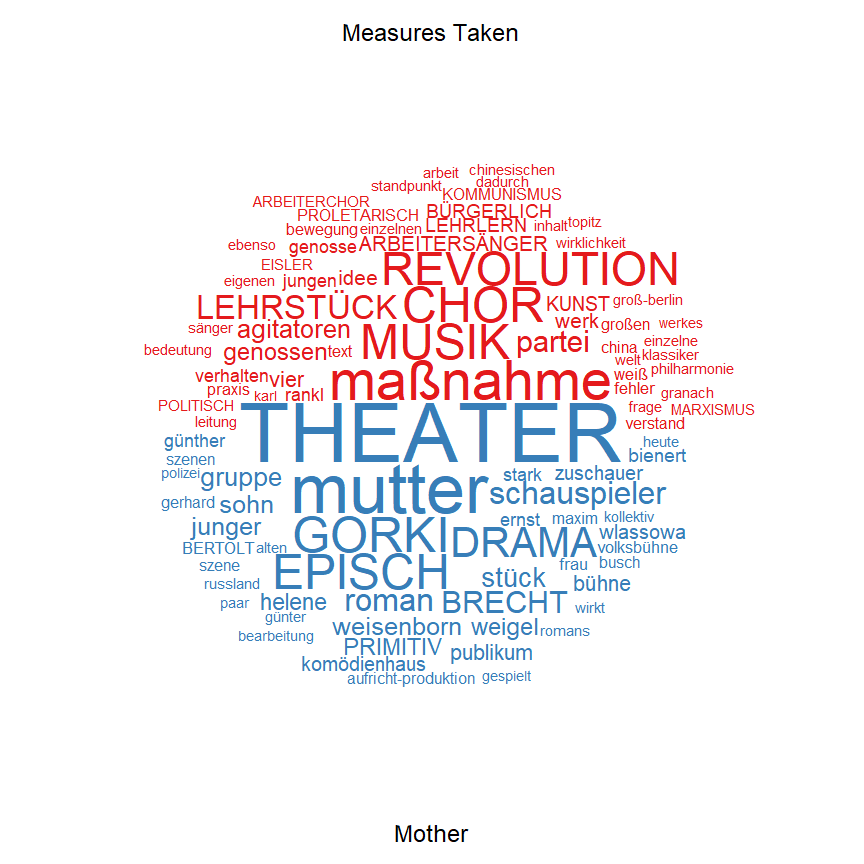 Measures Taken
arbeit chinesischen
standpunkt dadurch
ARBEITERCHOR KOMMUNISMUS
PROLETARISCH BÜRGERLICH
bewegung einzelnen LEHRLERN inhalt topitz
ebenso genosse ARBEITERSÄNGER wirklichkeit
EISLER REVOLUTION
eigenen jungen idee
LEHRSTÜCK CHOR KUNST groß-berlin
sänger agitatoren MUSIK werk großen werkes
bedeutung genossen text partei china einzelne
welt klassiker
verhalten vier maßnahme weiß philharmonie
praxis karl rankl fehler granach
POLITISCH frage MARXISMUS
leitung THEATER verstand
günther heute
szenen bienert
polizei gruppe mutter stark zuschauer
gerhard sohn schauspieler
junger GORKI ernst maxim kollektiv
DRAMA wlassowa
BERTOLT alten volksbühne
szene EPISCH frau busch
russland stück bühne
paar helene roman BRECHT wirkt
günter
bearbeitung weisenborn weigel romans
PRIMITIV publikum
komödienhaus
aufricht-produktion gespielt
Mother